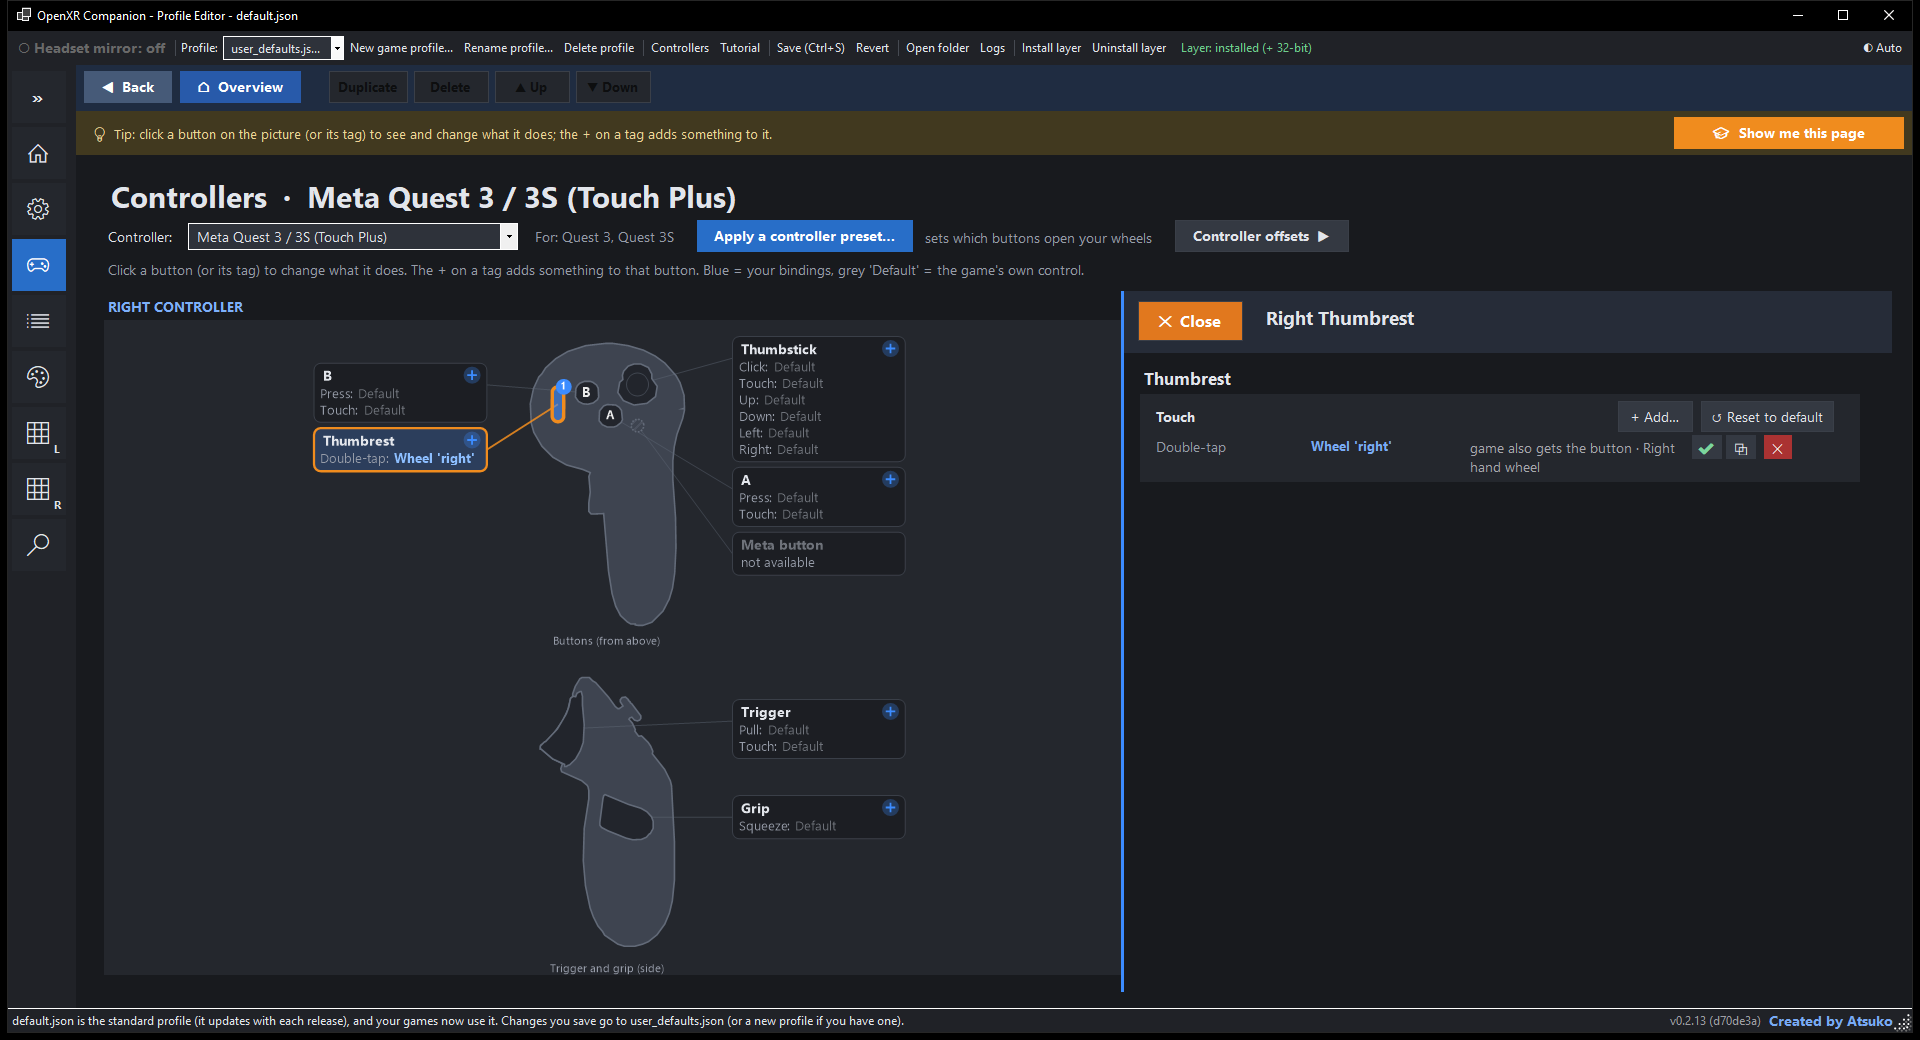 OpenXR Companion - Profile Editor - default.json
Headset mirror: off
Profile:
user_defaults.js...
New game profile...
Rename profile...
Delete profile
Controllers
Tutorial
Save (Ctrl+S)
Revert
Open folder
Logs
Install layer
Uninstall layer
Layer: installed (+ 32-bit)
Auto
Back
Overview
Duplicate
Delete
Up
Down
Tip: click a button on the picture (or its tag) to see and change what it does; the + on a tag adds something to it.
Show me this page
Controllers · Meta Quest 3 / 3S (Touch Plus)
Controller:
Meta Quest 3 / 3S (Touch Plus)
For: Quest 3, Quest 3S
Apply a controller preset...
sets which buttons open your wheels
Controller offsets
Click a button (or its tag) to change what it does. The + on a tag adds something to that button. Blue = your bindings, grey 'Default' = the game's own control.
RIGHT CONTROLLER
B
Press: Default
Touch: Default
Thumbrest
Double-tap: Wheel 'right'
1
B
A
Thumbstick
Click: Default
Touch: Default
Up: Default
Down: Default
Left: Default
Right: Default
A
Press: Default
Touch: Default
Meta button
not available
Buttons (from above)
Trigger
Pull: Default
Touch: Default
Grip
Squeeze: Default
Trigger and grip (side)
Close
Right Thumbrest
Thumbrest
Touch
+ Add...
Reset to default
Double-tap
Wheel 'right'
game also gets the button · Right
hand wheel
L
R
default.json is the standard profile (it updates with each release), and your games now use it. Changes you save go to user_defaults.json (or a new profile if you have one).
v0.2.13 (d70de3a)
Created by Atsuko